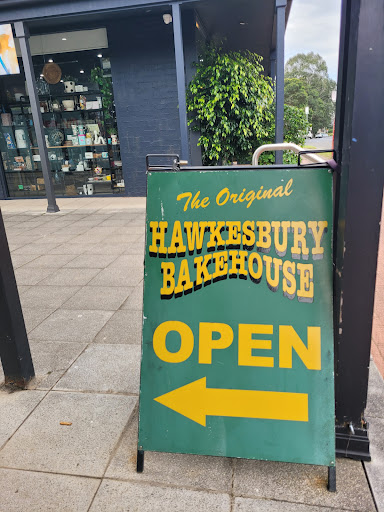 The Original
HAWKESBURY
BAKEHOUSE
OPEN